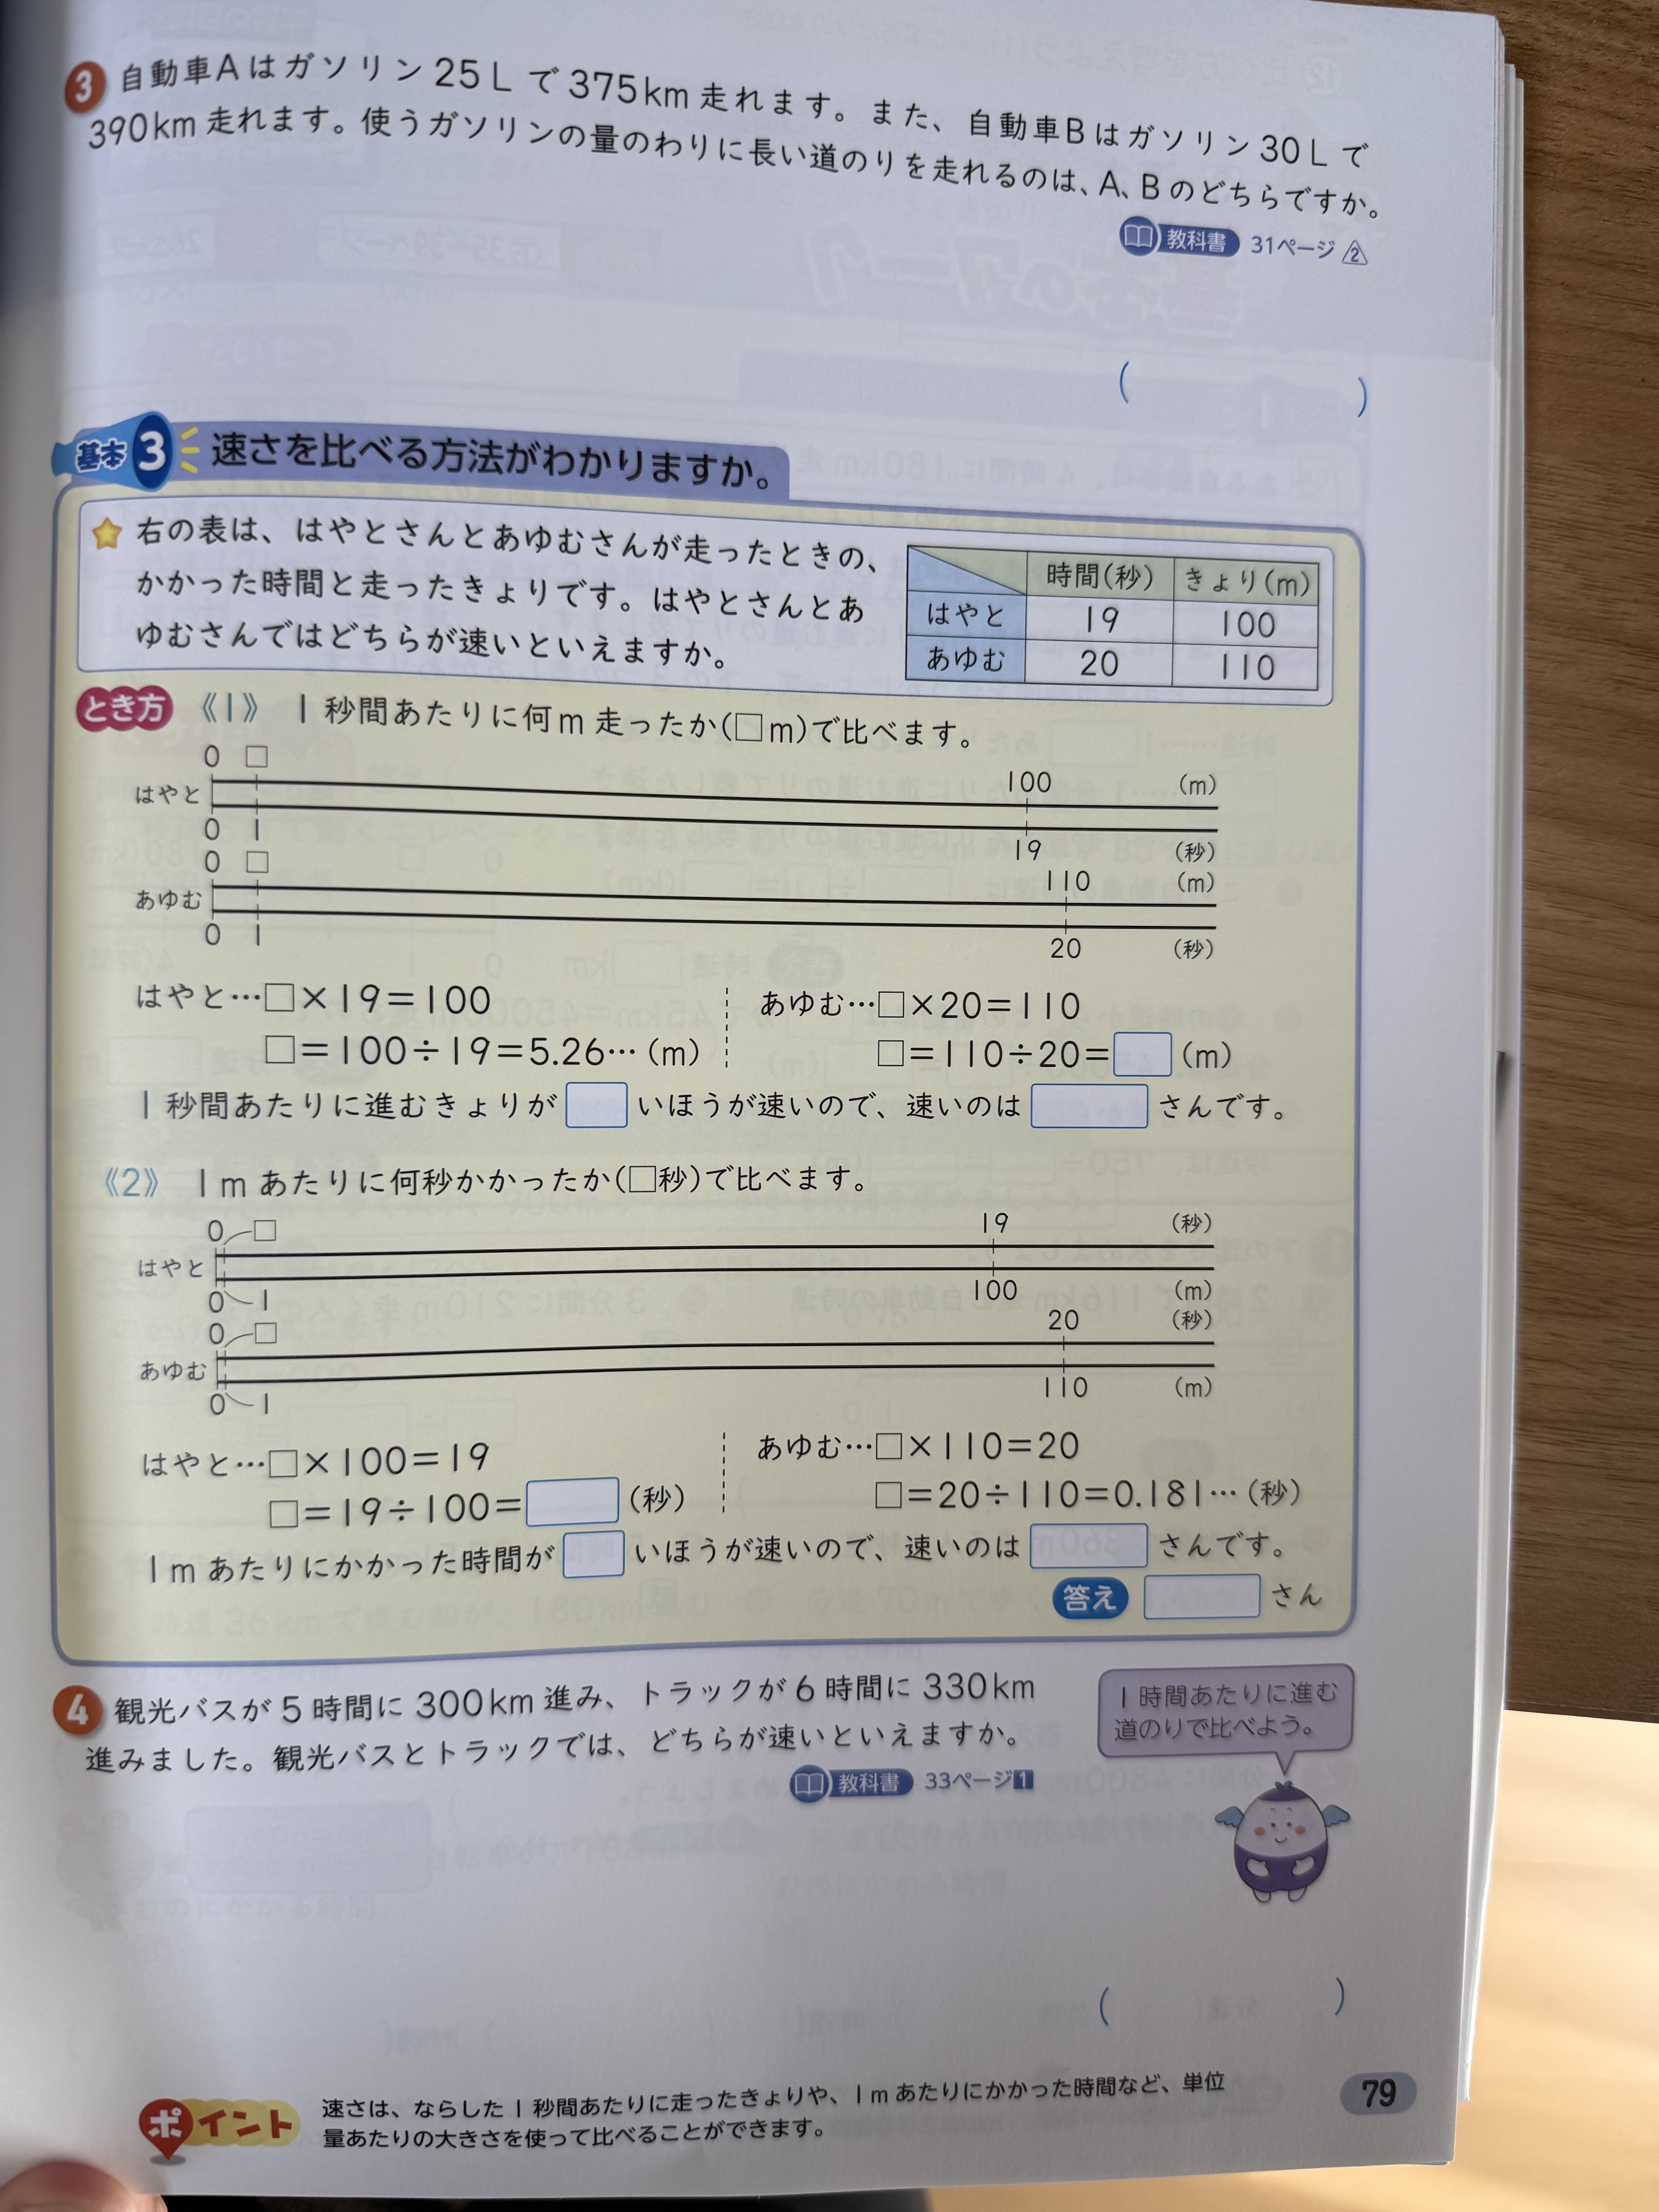 3 自動車Aはガソリン25Lで375km走れます。また、自動車Bはガソリン30Lで
390km走れます。使うガソリンの量のわりに長い道のりを走れるのは、A、Bのどちらですか。
教科書 31ページ 2
( )
基本 3 速さを比べる方法がわかりますか。
右の表は、はやとさんとあゆむさんが走ったときの、
かかった時間と走ったきょりです。はやとさんとあ
ゆむさんではどちらが速いといえますか。
時間(秒) きょり(m)
はやと 19 100
あゆむ 20 110
とき方 《1》 1秒間あたりに何m走ったか(□m)で比べます。
0 □ 100 (m)
はやと
0 1 19 (秒)
0 □ 110 (m)
あゆむ
0 1 20 (秒)
はやと…□×19=100 あゆむ…□×20=110
□=100÷19=5.26…(m) □=110÷20=□(m)
1秒間あたりに進むきょりが□いほうが速いので、速いのは□さんです。
《2》 1mあたりに何秒かかったか(□秒)で比べます。
0 □ 19 (秒)
はやと
0 1 100 (m)
0 □ 20 (秒)
あゆむ
0 1 110 (m)
はやと…□×100=19 あゆむ…□×110=20
□=19÷100=□(秒) □=20÷110=0.181…(秒)
1mあたりにかかった時間が□いほうが速いので、速いのは□さんです。
答え □さん
4 観光バスが5時間に300km進み、トラックが6時間に330km
進みました。観光バスとトラックでは、どちらが速いといえますか。
教科書 33ページ 1
1時間あたりに進む
道のりで比べよう。
( )
ポイント 速さは、ならした1秒間あたりに走ったきょりや、1mあたりにかかった時間など、単位
量あたりの大きさを使って比べることができます。
79